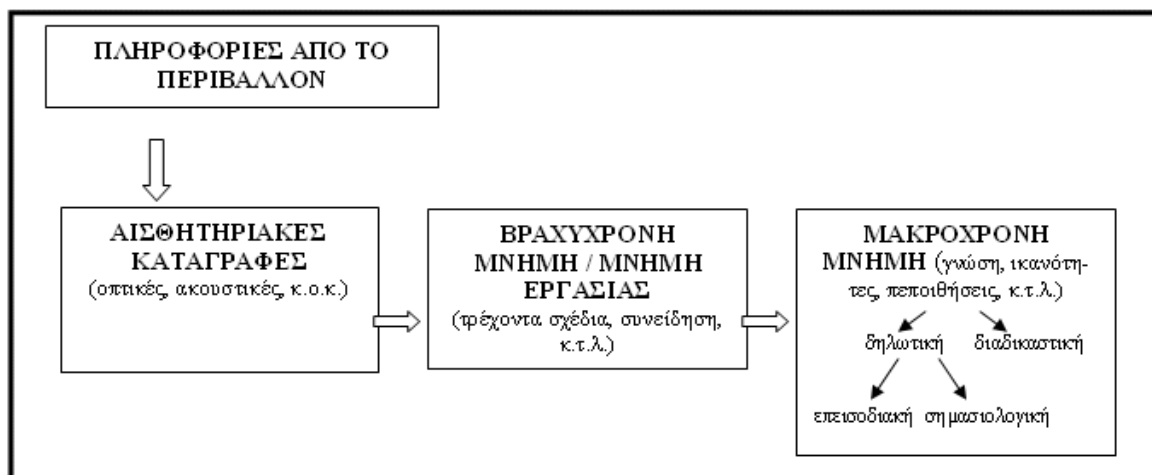 ΠΛΗΡΟΦΟΡΙΕΣ ΑΠΟ ΤΟ
ΠΕΡΙΒΑΛΛΟΝ
ΑΙΣΘΗΤΗΡΙΑΚΕΣ
ΚΑΤΑΓΡΑΦΕΣ
(οπτικές, ακουστικές, κ.ο.κ.)
ΒΡΑΧΥΧΡΟΝΗ
ΜΝΗΜΗ / ΜΝΗΜΗ
ΕΡΓΑΣΙΑΣ
(τρέχοντα σχέδια, συνείδηση,
κ.τ.λ.)
ΜΑΚΡΟΧΡΟΝΗ
ΜΝΗΜΗ (γνώση, ικανότη-
τες, πεποιθήσεις, κ.τ.λ.)
δηλωτική διαδικαστική
επεισοδιακή σημασιολογική